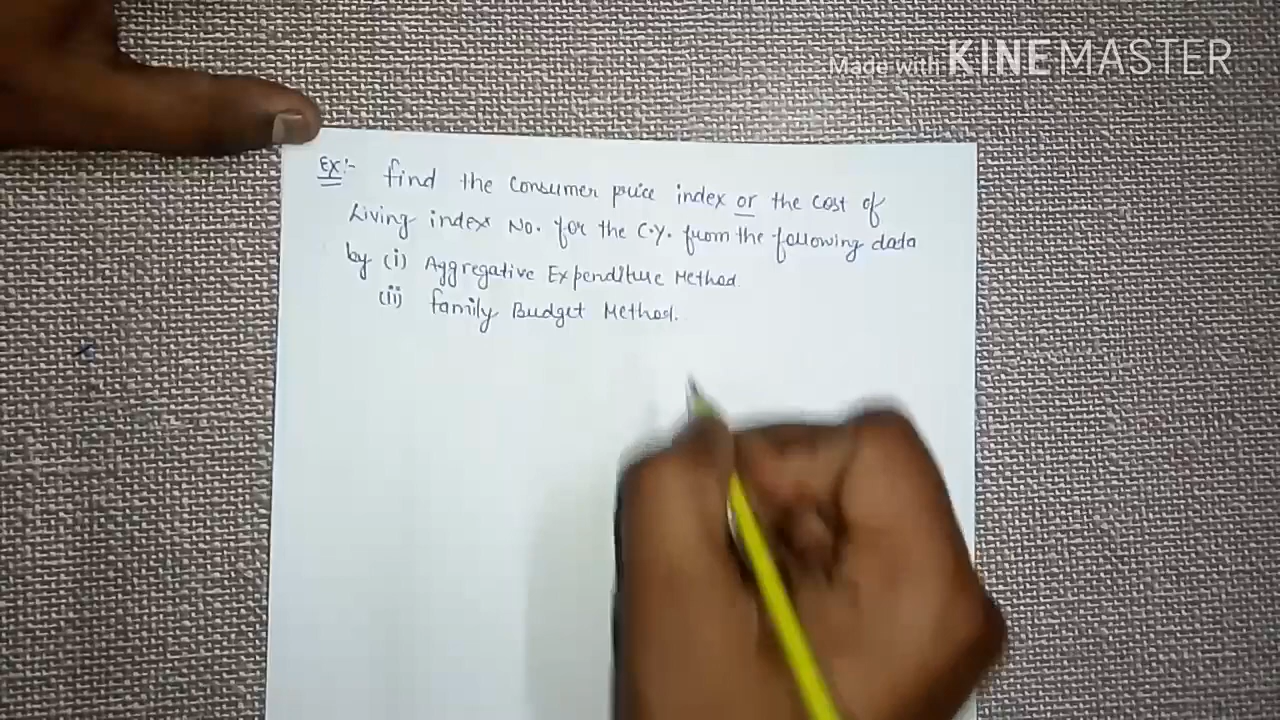 Made with KINEMASTER
Ex:- find the consumer price index or the cost of
Living index No. for the C.Y. from the following data
by (i) Aggregative Expenditure Method.
(ii) family Budget Method.